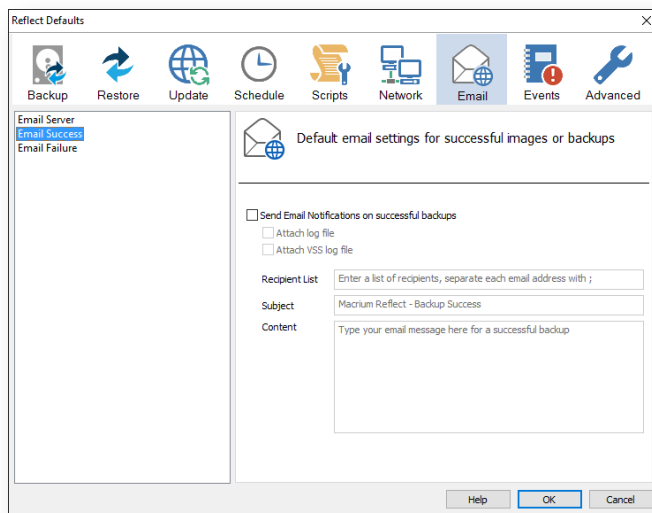 Reflect Defaults
Backup Restore Update Schedule Scripts Network Email Events Advanced
Email Server
Email Success
Email Failure
Default email settings for successful images or backups
Send Email Notifications on successful backups
Attach log file
Attach VSS log file
Recipient List Enter a list of recipients, separate each email address with ;
Subject Macrium Reflect - Backup Success
Content Type your email message here for a successful backup
Help OK Cancel